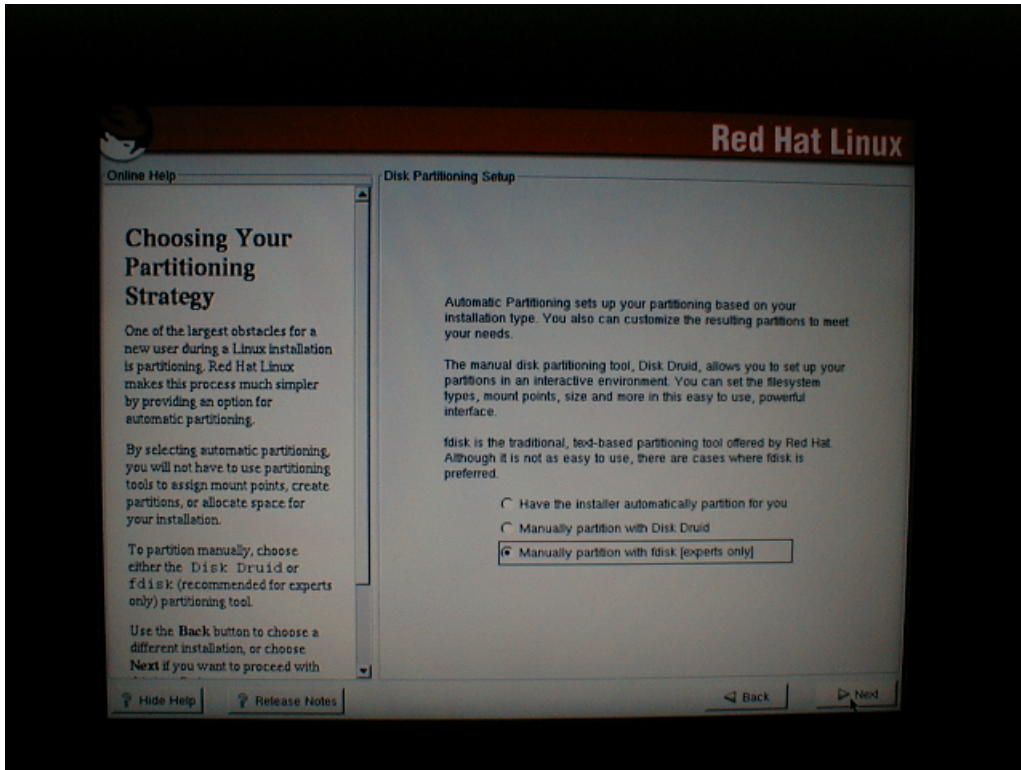 Red Hat Linux
Online Help
Choosing Your
Partitioning
Strategy
One of the largest obstacles for a
new user during a Linux installation
is partitioning. Red Hat Linux
makes this process much simpler
by providing an option for
automatic partitioning.
By selecting automatic partitioning,
you will not have to use partitioning
tools to assign mount points, create
partitions, or allocate space for
your installation.
To partition manually, choose
either the Disk Druid or
fdisk (recommended for experts
only) partitioning tool.
Use the Back button to choose a
different installation, or choose
Next if you want to proceed with
Disk Partitioning Setup
Automatic Partitioning sets up your partitioning based on your
installation type. You also can customize the resulting partitions to meet
your needs.
The manual disk partitioning tool, Disk Druid, allows you to set up your
partitions in an interactive environment. You can set the filesystem
types, mount points, size and more in this easy to use, powerful
interface.
fdisk is the traditional, text-based partitioning tool offered by Red Hat.
Although it is not as easy to use, there are cases where fdisk is
preferred.
Have the installer automatically partition for you
Manually partition with Disk Druid
Manually partition with fdisk [experts only]
Hide Help
Release Notes
Back
Next